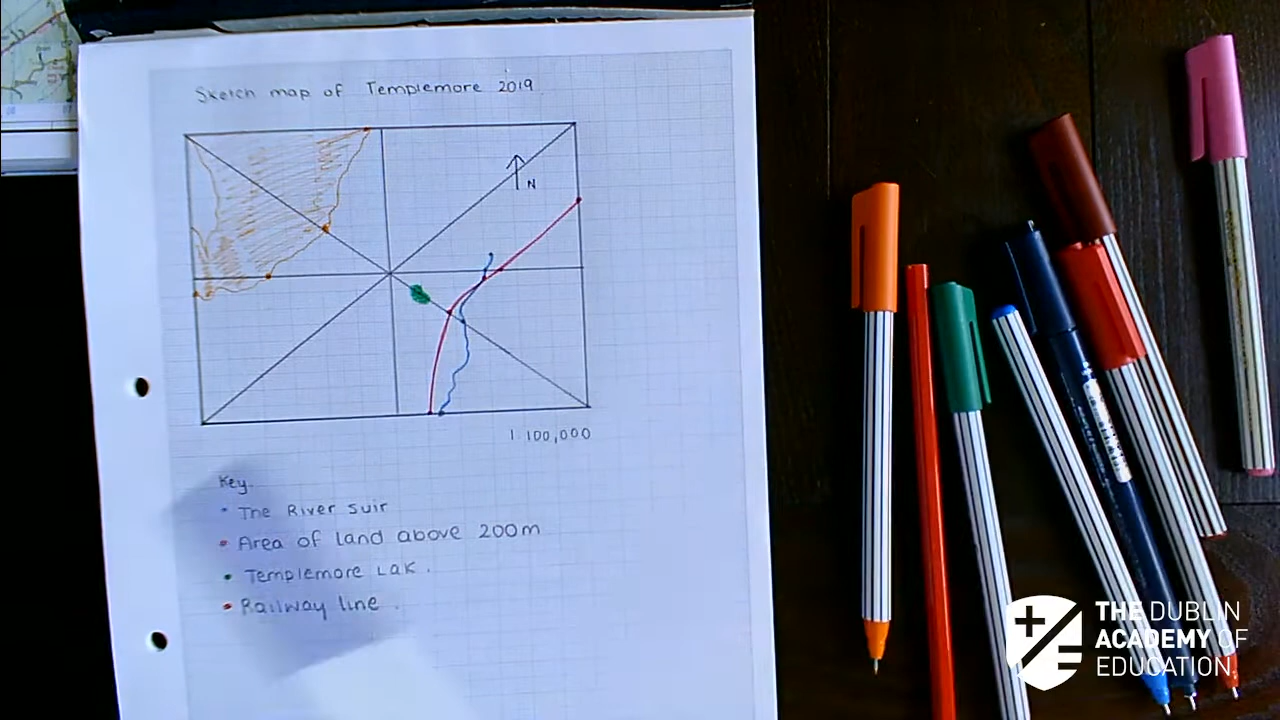 Sketch map of Templemore 2019
N
1 100,000
Key.
The River Suir
Area of land above 200m
Templemore Lak.
Railway line.
THE DUBLIN
ACADEMY OF
EDUCATION